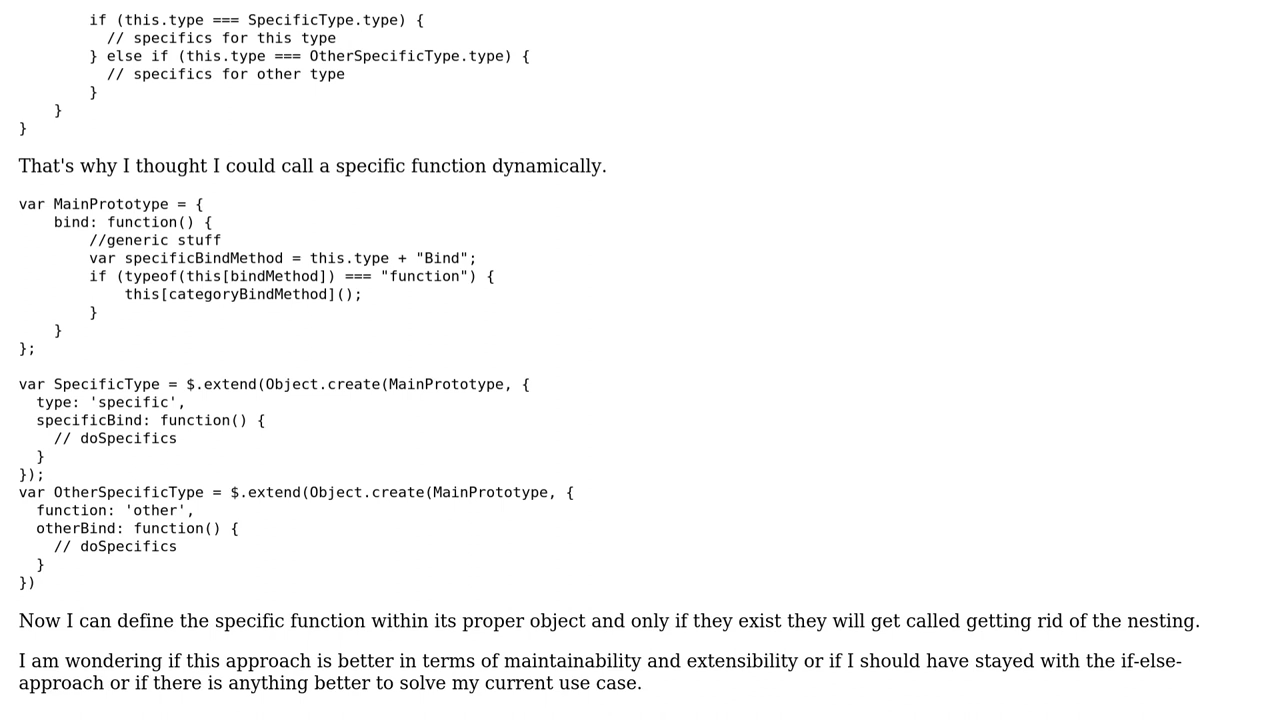 if (this.type === SpecificType.type) {
          // specifics for this type
        } else if (this.type === OtherSpecificType.type) {
          // specifics for other type
        }
    }
}
That's why I thought I could call a specific function dynamically.
var MainPrototype = {
    bind: function() {
        //generic stuff
        var specificBindMethod = this.type + "Bind";
        if (typeof(this[bindMethod]) === "function") {
            this[categoryBindMethod]();
        }
    }
};
var SpecificType = $.extend(Object.create(MainPrototype, {
  type: 'specific',
  specificBind: function() {
    // doSpecifics
  }
});
var OtherSpecificType = $.extend(Object.create(MainPrototype, {
  function: 'other',
  otherBind: function() {
    // doSpecifics
  }
})
Now I can define the specific function within its proper object and only if they exist they will get called getting rid of the nesting.
I am wondering if this approach is better in terms of maintainability and extensibility or if I should have stayed with the if-else-
approach or if there is anything better to solve my current use case.